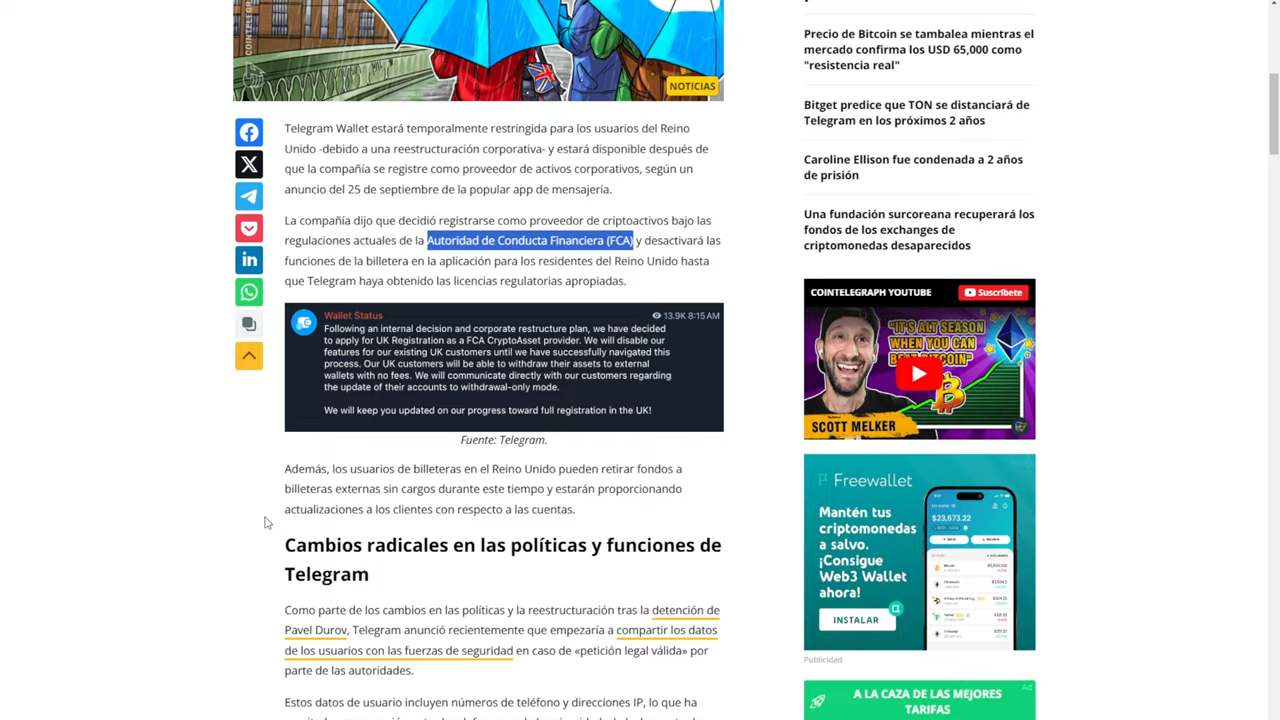 COINTELEGRAPH
NOTICIAS
Telegram Wallet estará temporalmente restringida para los usuarios del Reino
Unido -debido a una reestructuración corporativa- y estará disponible después de
que la compañía se registre como proveedor de activos corporativos, según un
anuncio del 25 de septiembre de la popular app de mensajería.
La compañía dijo que decidió registrarse como proveedor de criptoactivos bajo las
regulaciones actuales de la Autoridad de Conducta Financiera (FCA) y desactivará las
funciones de la billetera en la aplicación para los residentes del Reino Unido hasta
que Telegram haya obtenido las licencias regulatorias apropiadas.
Wallet Status
13.9K 8:15 AM
Following an internal decision and corporate restructure plan, we have decided
to apply for UK Registration as a FCA CryptoAsset provider. We will disable our
features for our existing UK customers until we have successfully navigated this
process. Our UK customers will be able to withdraw their assets to external
wallets with no fees. We will communicate directly with our customers regarding
the update of their accounts to withdrawal-only mode.
We will keep you updated on our progress toward full registration in the UK!
Fuente: Telegram.
Además, los usuarios de billeteras en el Reino Unido pueden retirar fondos a
billeteras externas sin cargos durante este tiempo y estarán proporcionando
actualizaciones a los clientes con respecto a las cuentas.
Cambios radicales en las políticas y funciones de
Telegram
Como parte de los cambios en las políticas y la reestructuración tras la detención de
Pavel Durov, Telegram anunció recientemente que empezaría a compartir los datos
de los usuarios con las fuerzas de seguridad en caso de «petición legal válida» por
parte de las autoridades.
Estos datos de usuario incluyen números de teléfono y direcciones IP, lo que ha
Precio de Bitcoin se tambalea mientras el
mercado confirma los USD 65,000 como
"resistencia real"
Bitget predice que TON se distanciará de
Telegram en los próximos 2 años
Caroline Ellison fue condenada a 2 años
de prisión
Una fundación surcoreana recuperará los
fondos de los exchanges de
criptomonedas desaparecidos
COINTELEGRAPH YOUTUBE
Suscríbete
"IT'S ALT SEASON
WHEN YOU CAN
BEAT BITCOIN"
SCOTT MELKER
Freewallet
Mantén tus
criptomonedas
a salvo.
¡Consigue
Web3 Wallet
ahora!
INSTALAR
$23,673.22
Publicidad
Ad
A LA CAZA DE LAS MEJORES
TARIFAS